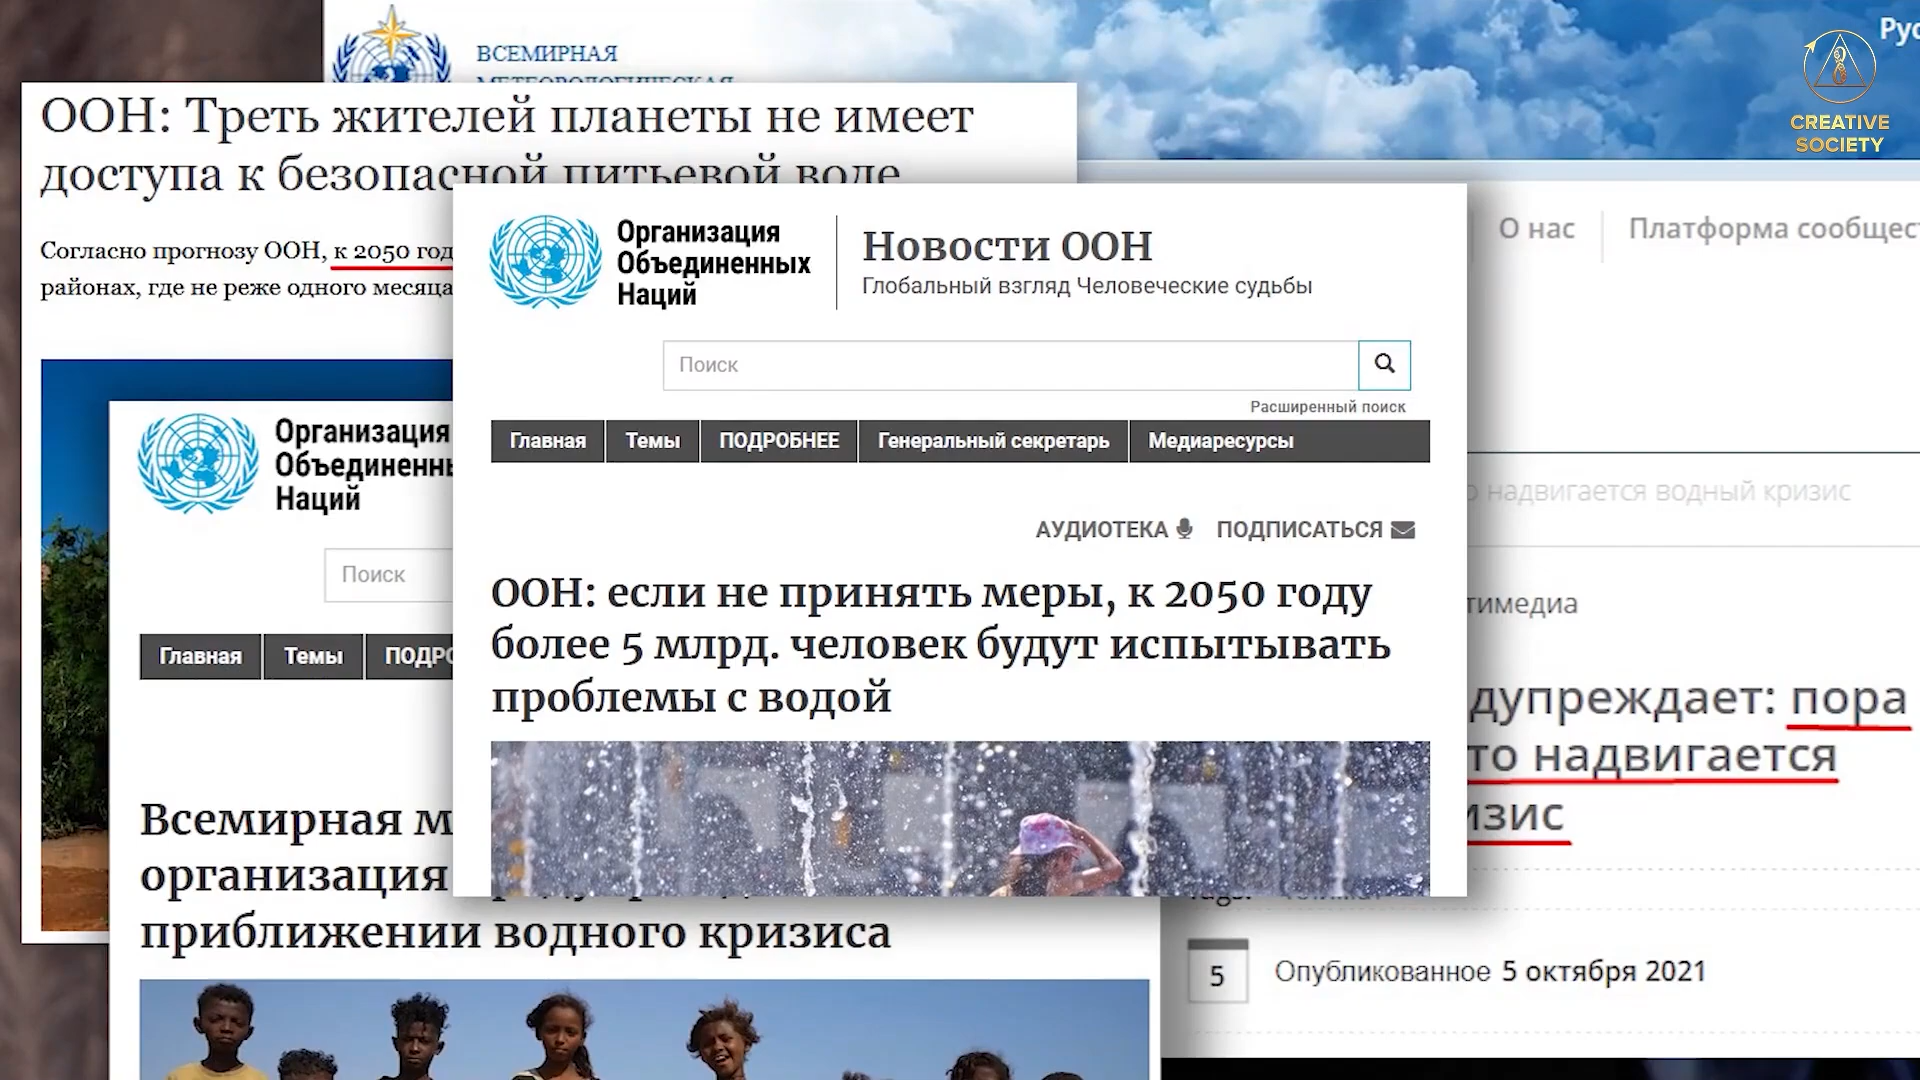 ВСЕМИРНАЯ
МЕТЕОРОЛОГИЧЕСКАЯ
Рус
CREATIVE
SOCIETY
ООН: Треть жителей планеты не имеет
доступа к безопасной питьевой воде
Согласно прогнозу ООН, к 2050 год
районах, где не реже одного месяца
Организация
Объединенных
Наций
Новости ООН
Глобальный взгляд Человеческие судьбы
Поиск
Расширенный поиск
Главная Темы ПОДРОБНЕЕ Генеральный секретарь Медиаресурсы
АУДИОТЕКА ПОДПИСАТЬСЯ
ООН: если не принять меры, к 2050 году
более 5 млрд. человек будут испытывать
проблемы с водой
Организация
Объединенн
Наций
Поиск
Главная Темы ПОДРО
Всемирная м
организация
приближении водного кризиса
О нас Платформа сообщест
о надвигается водный кризис
тимедиа
дупреждает: пора
то надвигается
изис
Tags:
5
Опубликованное 5 октября 2021